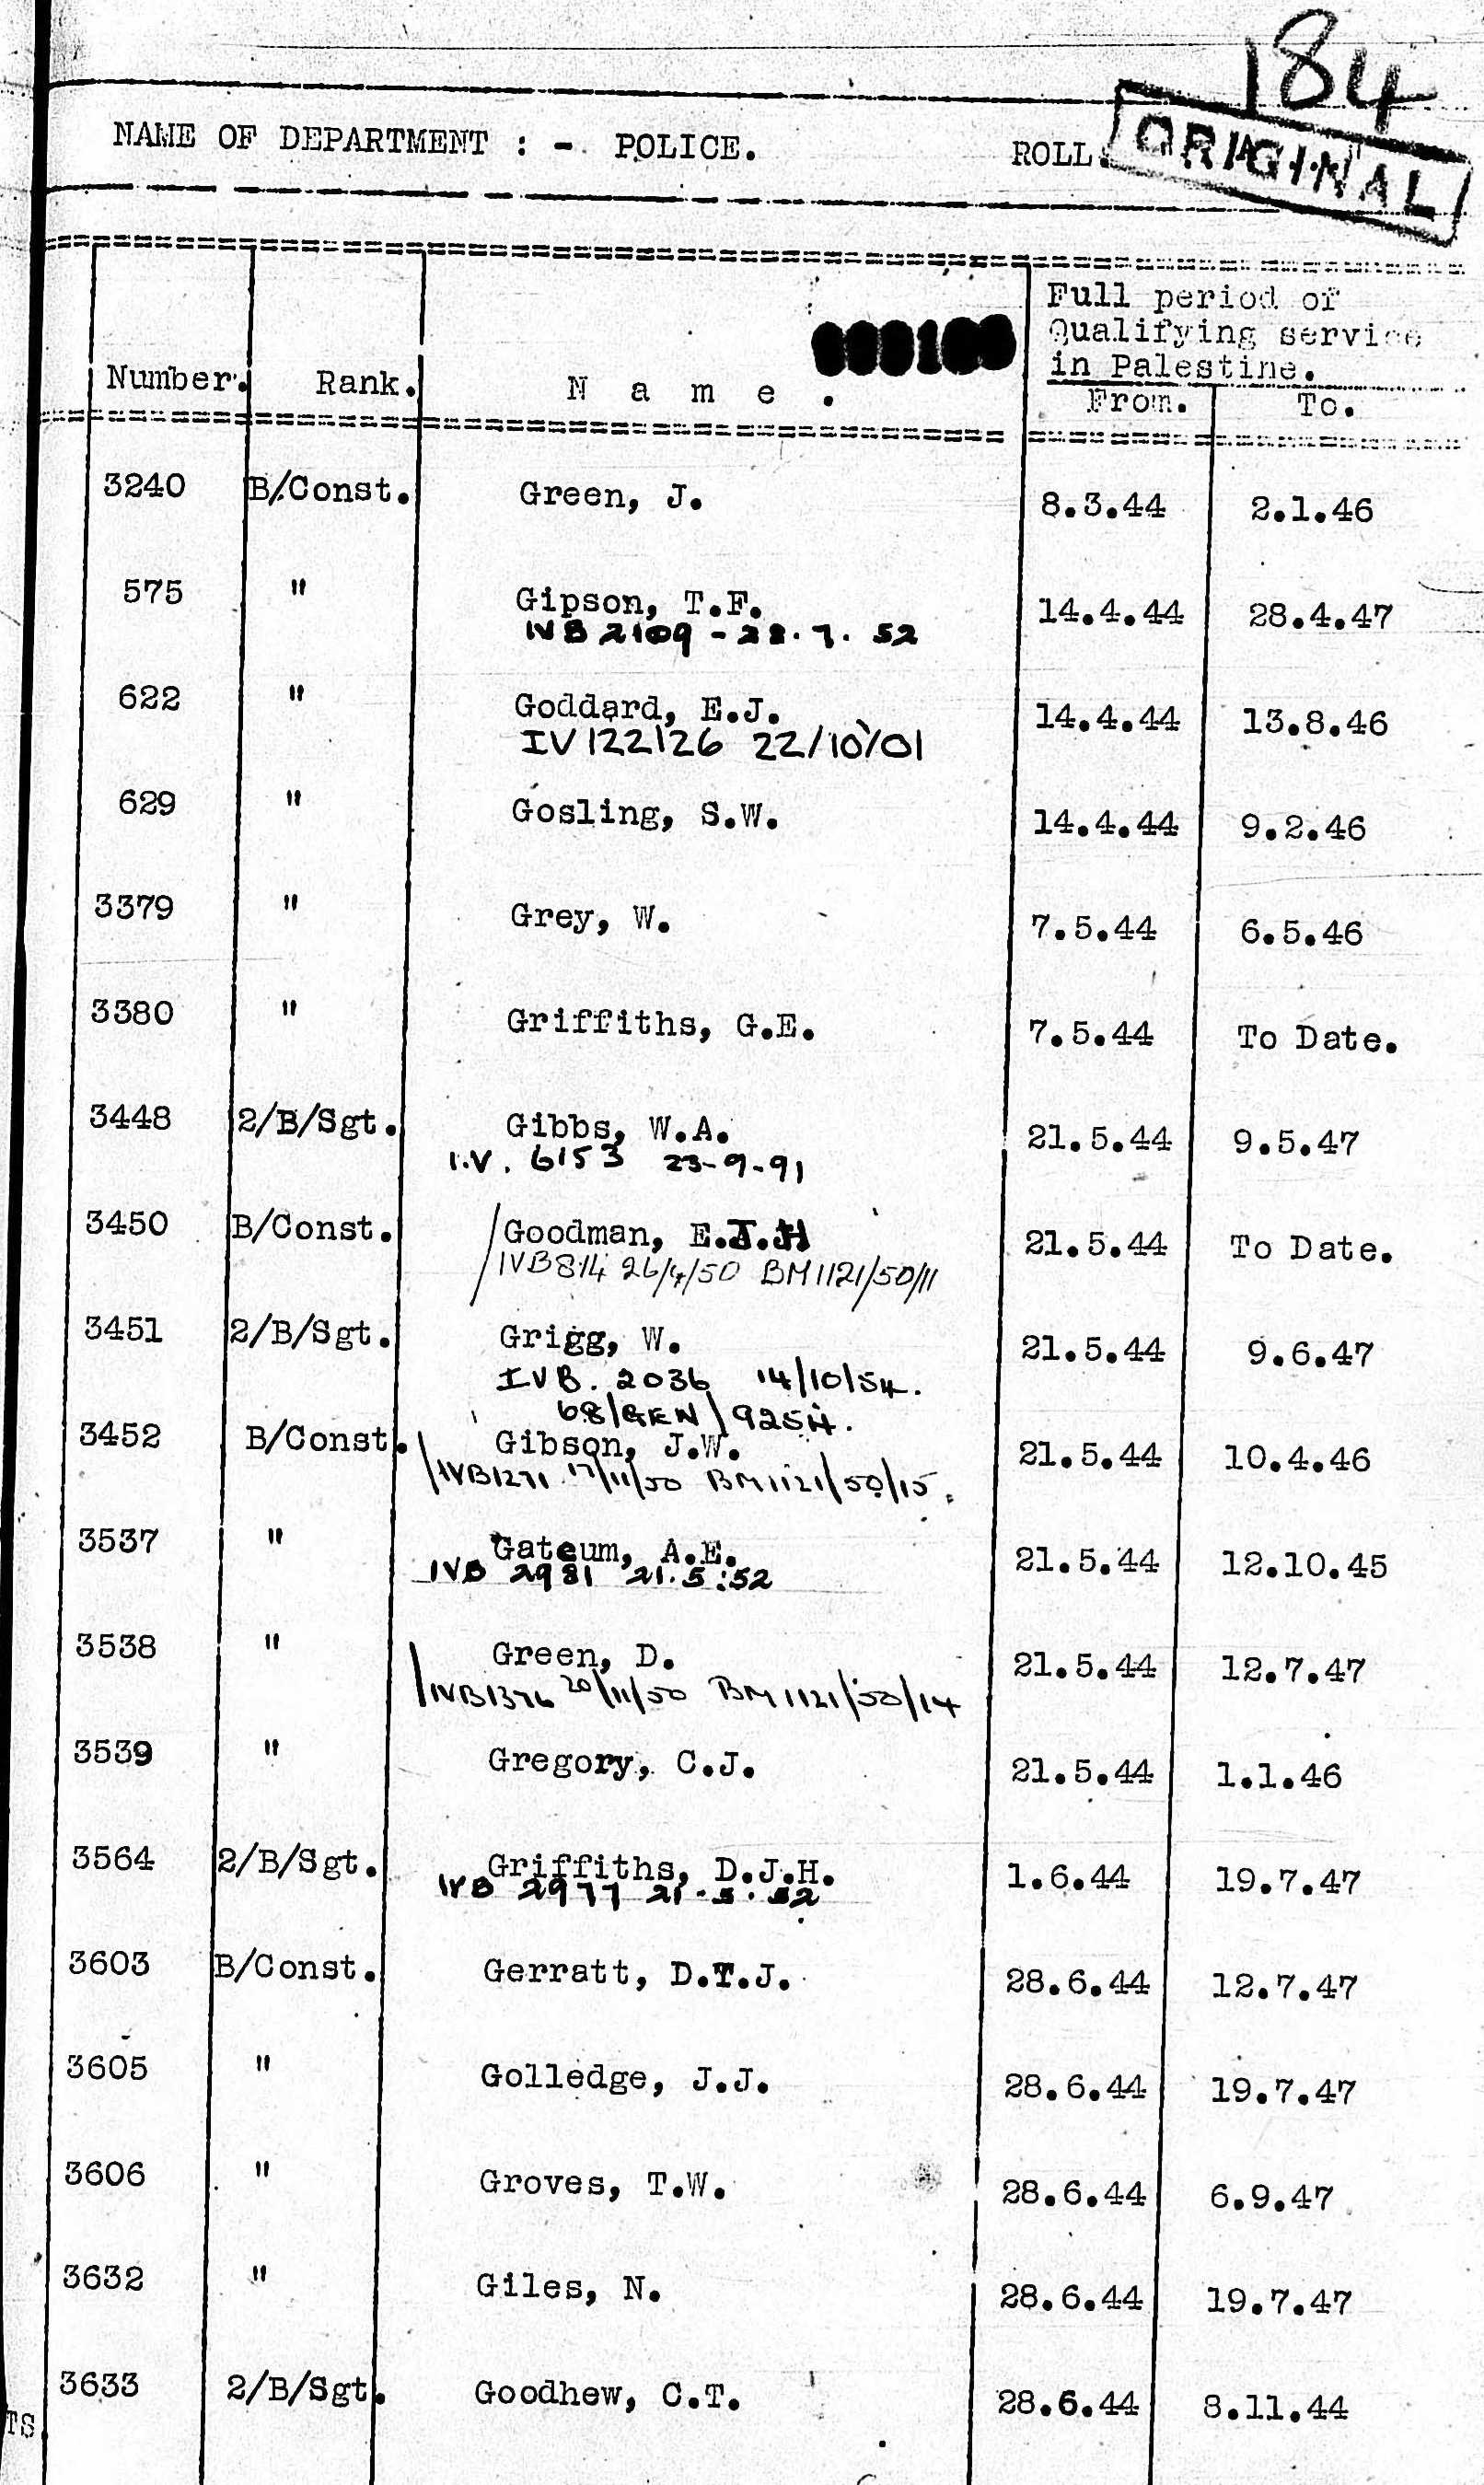 184
NAME OF DEPARTMENT : - POLICE. ROLL.
ORIGINAL
Full period of
Qualifying service
in Palestine.
Number. Rank. N a m e . From. To.
3240 B/Const. Green, J. 8.3.44 2.1.46
575 " Gipson, T.F. 14.4.44 28.4.47
IVB 2109 - 28.7.52
622 " Goddard, E.J. 14.4.44 13.8.46
IV122126 22/10/01
629 " Gosling, S.W. 14.4.44 9.2.46
3379 " Grey, W. 7.5.44 6.5.46
3380 " Griffiths, G.E. 7.5.44 To Date.
3448 2/B/Sgt. Gibbs, W.A. 21.5.44 9.5.47
I.V. 6153 23-9-91
3450 B/Const. Goodman, E.J.H 21.5.44 To Date.
IVB814 26/4/50 BM1121/50/11
3451 2/B/Sgt. Grigg, W. 21.5.44 9.6.47
IVB. 2036 14/10/54.
68/GEN/9254.
3452 B/Const. Gibson, J.W. 21.5.44 10.4.46
IVB1271 17/11/50 BM1121/50/15.
3537 " Gateum, A.E. 21.5.44 12.10.45
IVB 2981 21.5.52
3538 " Green, D. 21.5.44 12.7.47
IVB1376 20/11/50 BM1121/50/14
3539 " Gregory, C.J. 21.5.44 1.1.46
3564 2/B/Sgt. Griffiths, D.J.H. 1.6.44 19.7.47
IVB 2977 21.5.52
3603 B/Const. Gerratt, D.T.J. 28.6.44 12.7.47
3605 " Golledge, J.J. 28.6.44 19.7.47
3606 " Groves, T.W. 28.6.44 6.9.47
3632 " Giles, N. 28.6.44 19.7.47
3633 2/B/Sgt. Goodhew, C.T. 28.6.44 8.11.44
TS